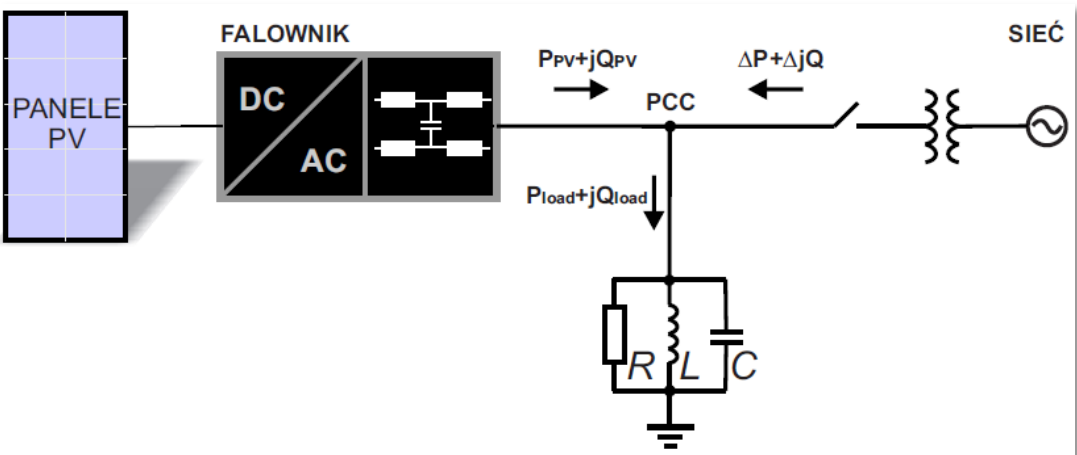 FALOWNIK
SIEĆ
PPV+jQPV
ΔP+ΔjQ
PANELE
PV
DC
AC
PCC
Pload+jQload
R
L
C